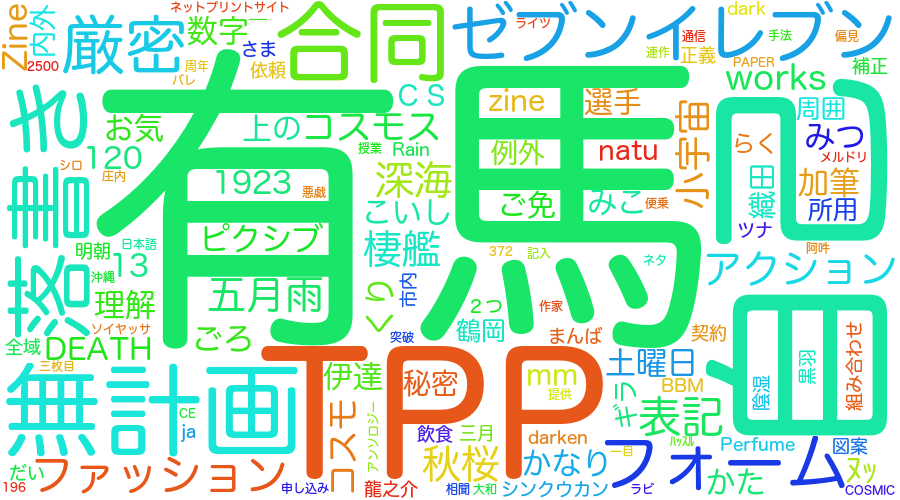 ネットプリントサイト
Zine
内外
2500
厳密
数字
一
周年
バレ
さま
依頼
合同
ゼブンイレブン
ライツ
通信
連作
正義
dark
手法
偏見
PAPER
補正
works
ＣＳ
zine
選手
小宇宙
周囲
みつ
らく
メルドリ
加筆
織田
所用
ツナ
阿吽
同
落書き
お気
120
シロ
庄内
有馬
上の
コスモス
授業
Rain
1923
悪戯
深海
こいし
例外
natu
ご免
みこ
便乗
ピクシブ
棲艦
372
記入
ネタ
アクション
明朝
日本語
13
沖縄
理解
ソイヤッサ
全域
DEATH
三枚目
五月雨
ごろ
くり
市内
突破
２つ
鶴岡
作家
まんば
契約
土曜日
無計画
CE
ja
TPP
伊達
秘密
mm
提供
ギラ
BBM
表記
陰湿
黒羽
組み合わせ
コスモ
アンソロジー
飲食
三月
darken
ﾊｯｽﾙ
Perfume
図案
一目
だい
196
ファッション
申し込み
龍之介
秋桜
相聞
大和
かなり
シンクウカン
フォーム
ラビ
かた
ヌッ
COSMIC